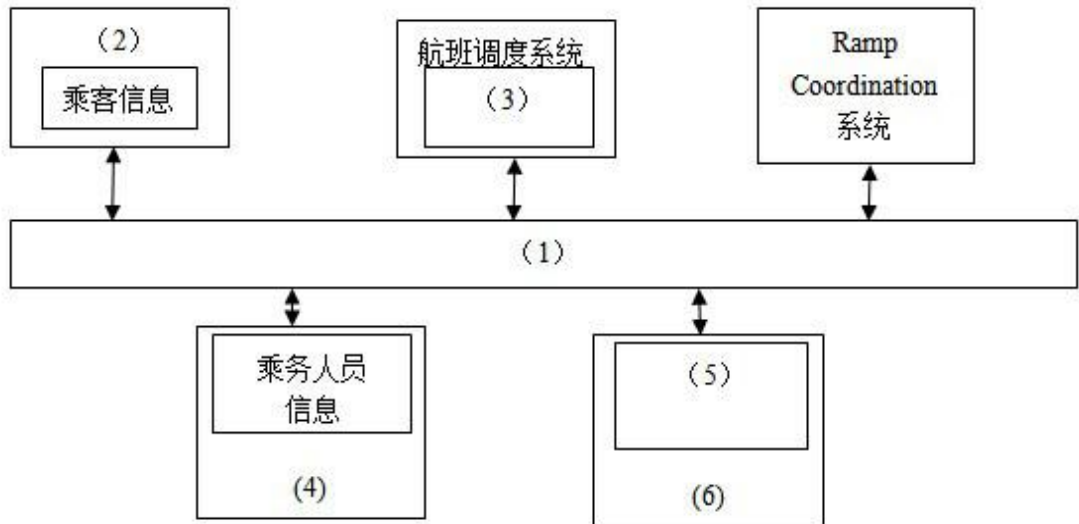 （2）
乘客信息
航班调度系统
（3）
Ramp
Coordination
系统
（1）
乘务人员
信息
(4)
（5）
(6)